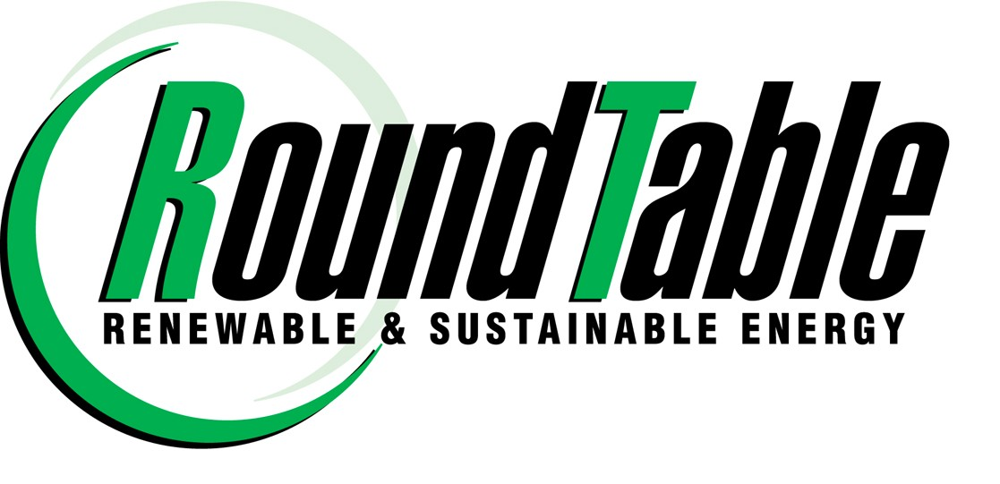 RoundTable
RENEWABLE & SUSTAINABLE ENERGY